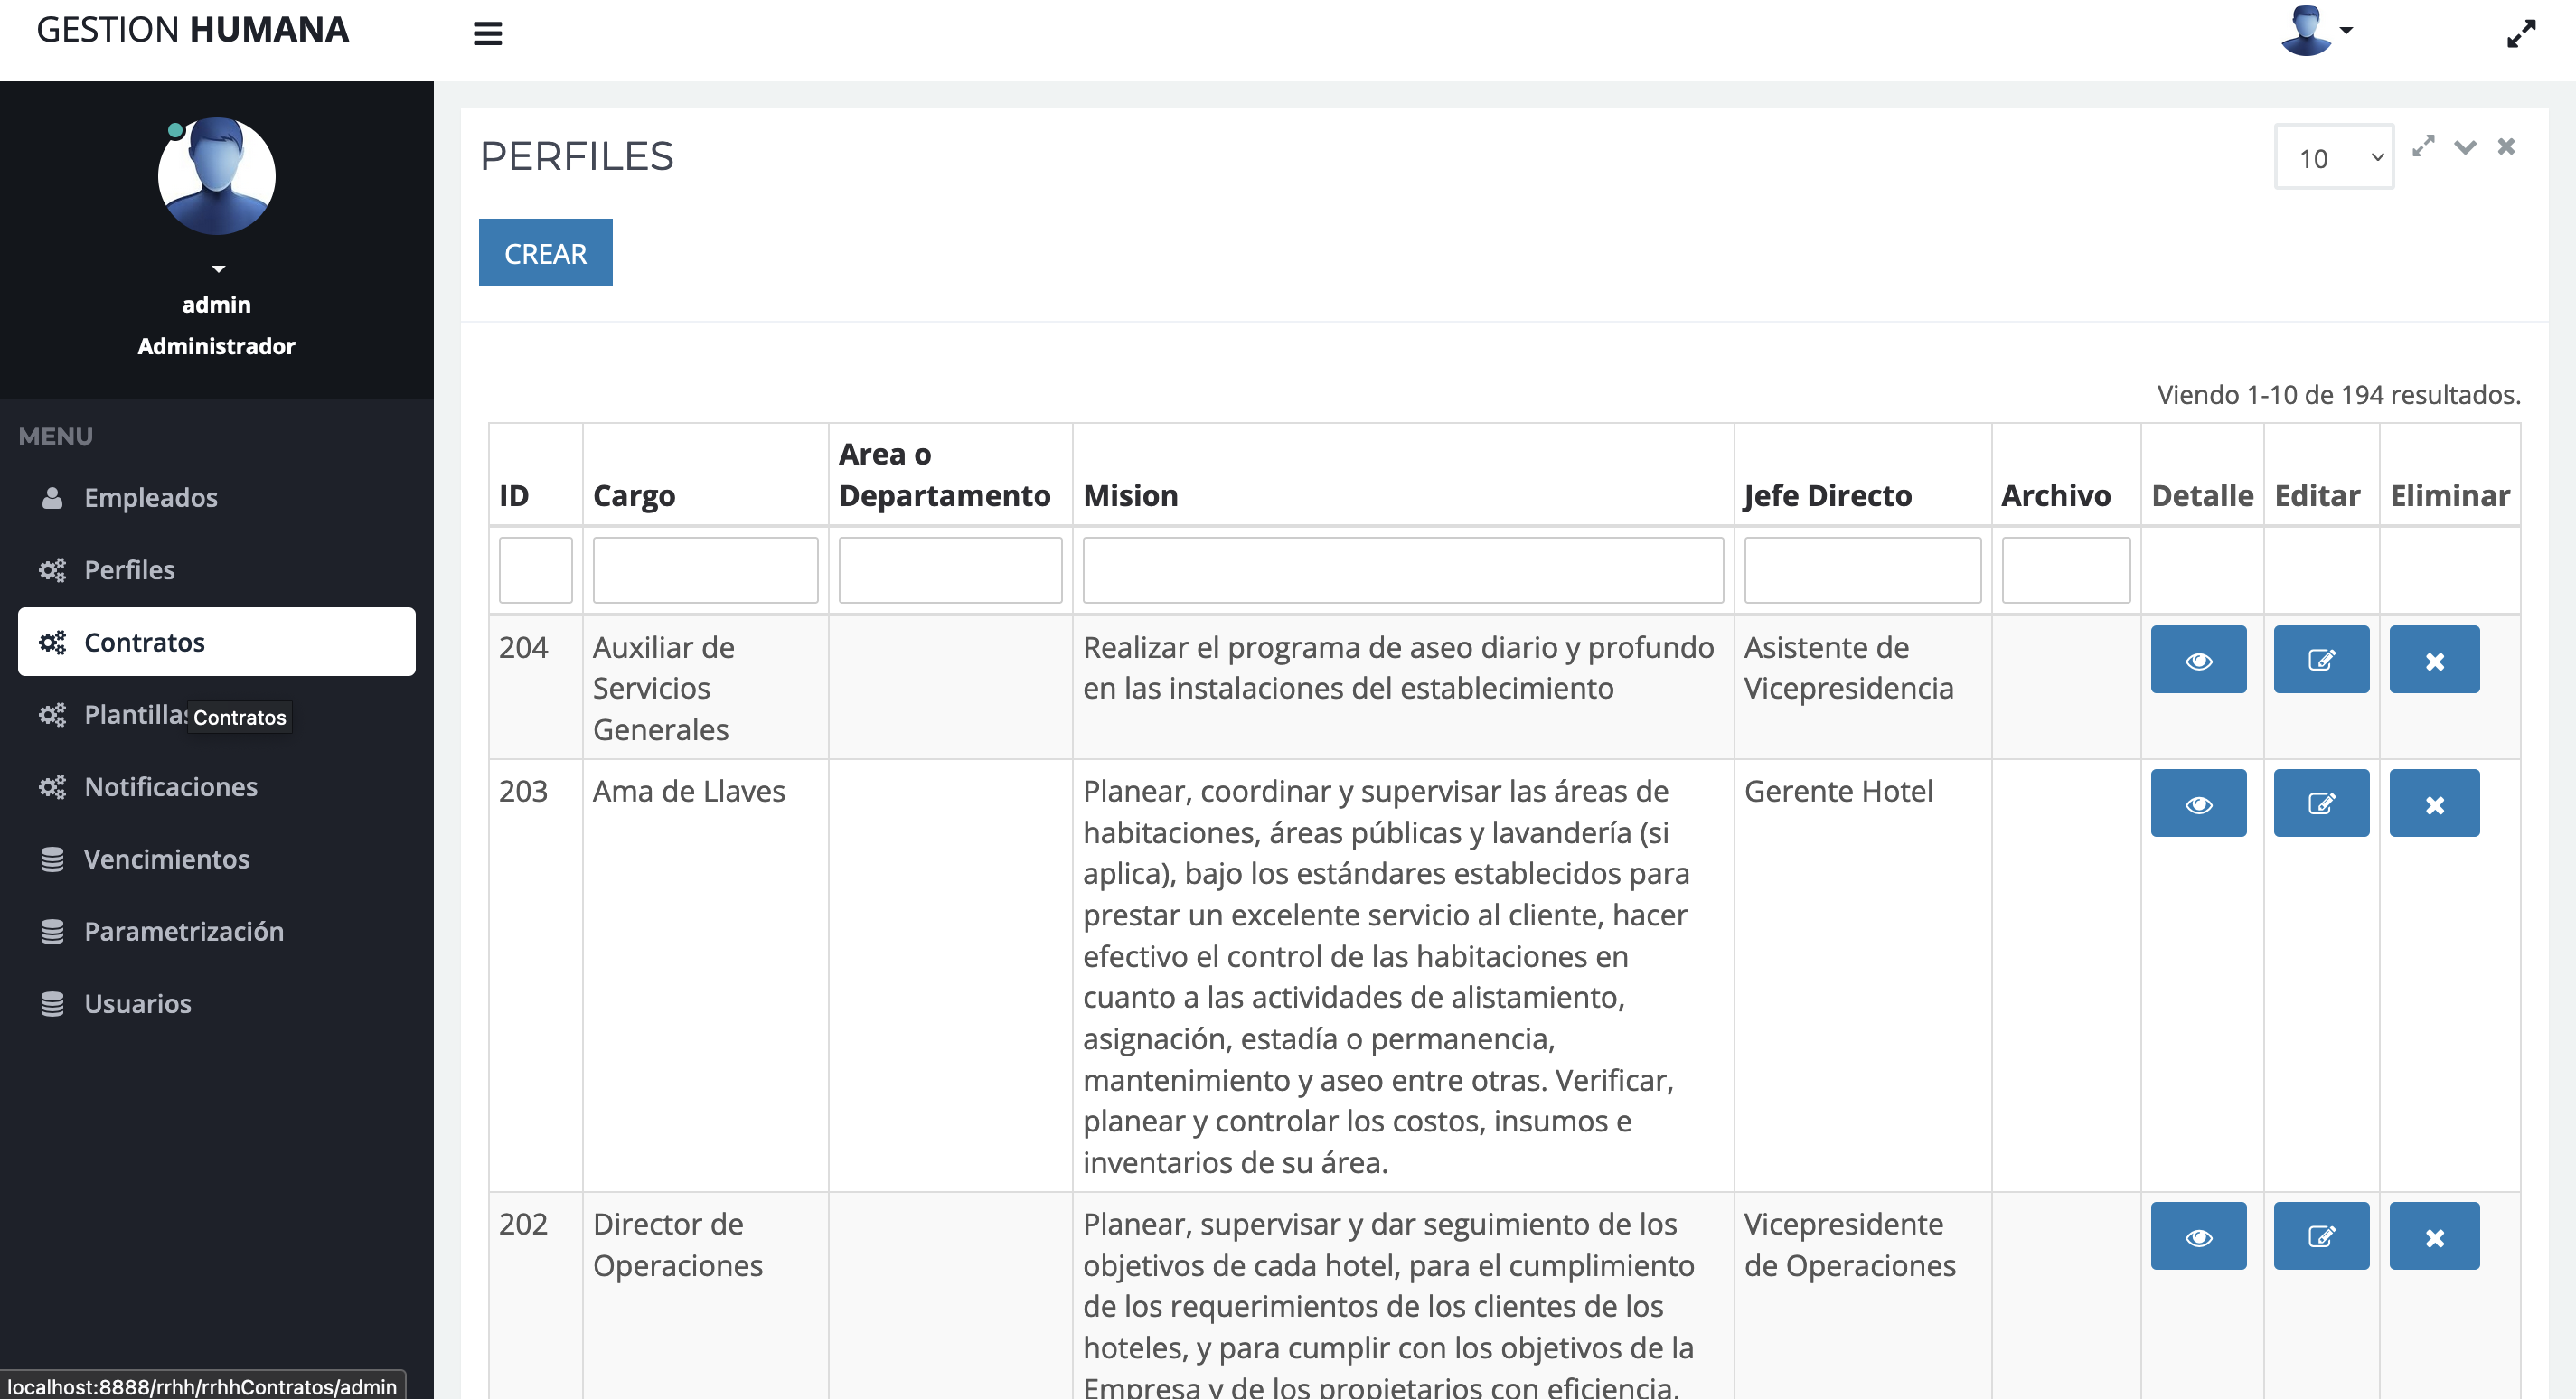 GESTION HUMANA
admin
Administrador
MENU
Empleados
Perfiles
Contratos
Plantillas
Contratos
Notificaciones
Vencimientos
Parametrización
Usuarios
localhost:8888/rrhh/rrhhContratos/admin
PERFILES
10
CREAR
Viendo 1-10 de 194 resultados.
ID Cargo Area o Departamento Mision Jefe Directo Archivo Detalle Editar Eliminar
204
Auxiliar de
Servicios
Generales
Realizar el programa de aseo diario y profundo
en las instalaciones del establecimiento
Asistente de
Vicepresidencia
203
Ama de Llaves
Planear, coordinar y supervisar las áreas de
habitaciones, áreas públicas y lavandería (si
aplica), bajo los estándares establecidos para
prestar un excelente servicio al cliente, hacer
efectivo el control de las habitaciones en
cuanto a las actividades de alistamiento,
asignación, estadía o permanencia,
mantenimiento y aseo entre otras. Verificar,
planear y controlar los costos, insumos e
inventarios de su área.
Gerente Hotel
202
Director de
Operaciones
Planear, supervisar y dar seguimiento de los
objetivos de cada hotel, para el cumplimiento
de los requerimientos de los clientes de los
hoteles, y para cumplir con los objetivos de la
Empresa y de los propietarios con eficiencia,
Vicepresidente
de Operaciones